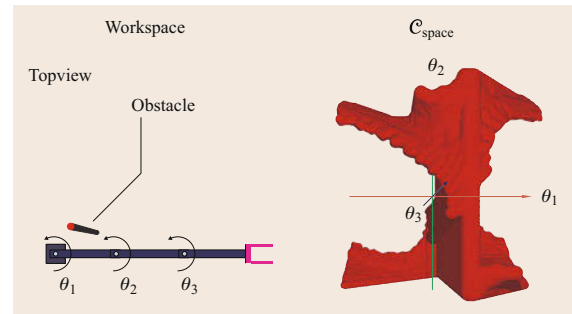 Workspace
Topview
Obstacle
θ1 θ2 θ3
𝒞space
θ2
θ1
θ3